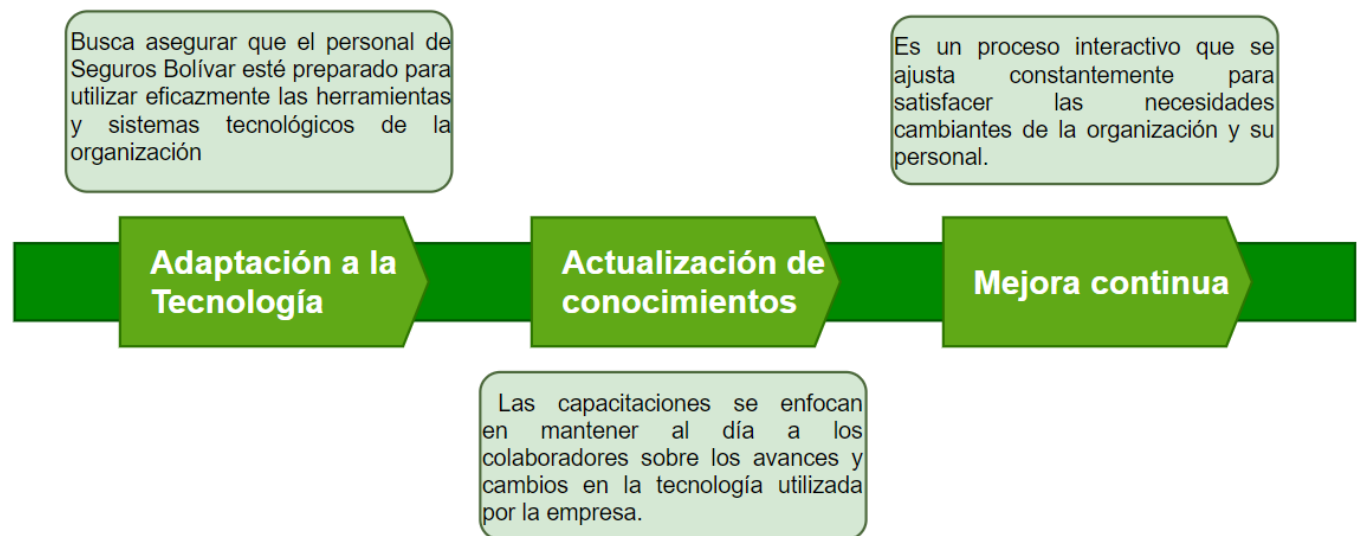 Busca asegurar que el personal de
Seguros Bolívar esté preparado para
utilizar eficazmente las herramientas
y sistemas tecnológicos de la
organización
Es un proceso interactivo que se
ajusta constantemente para
satisfacer las necesidades
cambiantes de la organización y su
personal.
Adaptación a la
Tecnología
Actualización de
conocimientos
Mejora continua
Las capacitaciones se enfocan
en mantener al día a los
colaboradores sobre los avances y
cambios en la tecnología utilizada
por la empresa.